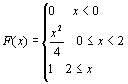 F(x) = { 0 x < 0
x²/4 0 ≤ x < 2
1 2 ≤ x